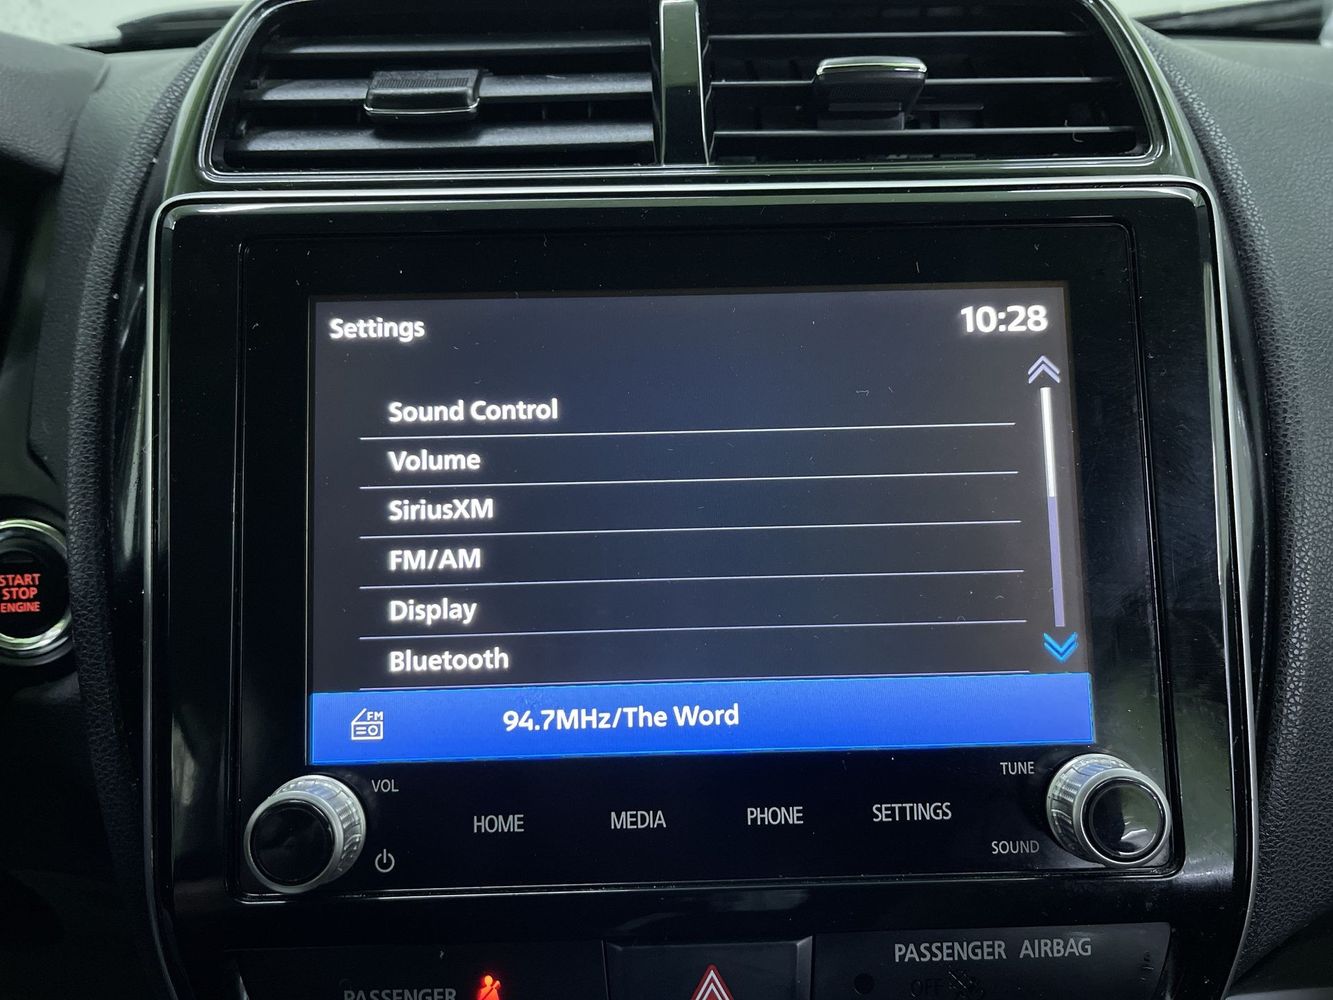 Settings
10:28
Sound Control
Volume
SiriusXM
FM/AM
Display
Bluetooth
FM
94.7MHz/The Word
START
STOP
ENGINE
VOL
TUNE
HOME
MEDIA
PHONE
SETTINGS
SOUND
PASSENGER AIRBAG
PASSENGER
OFF